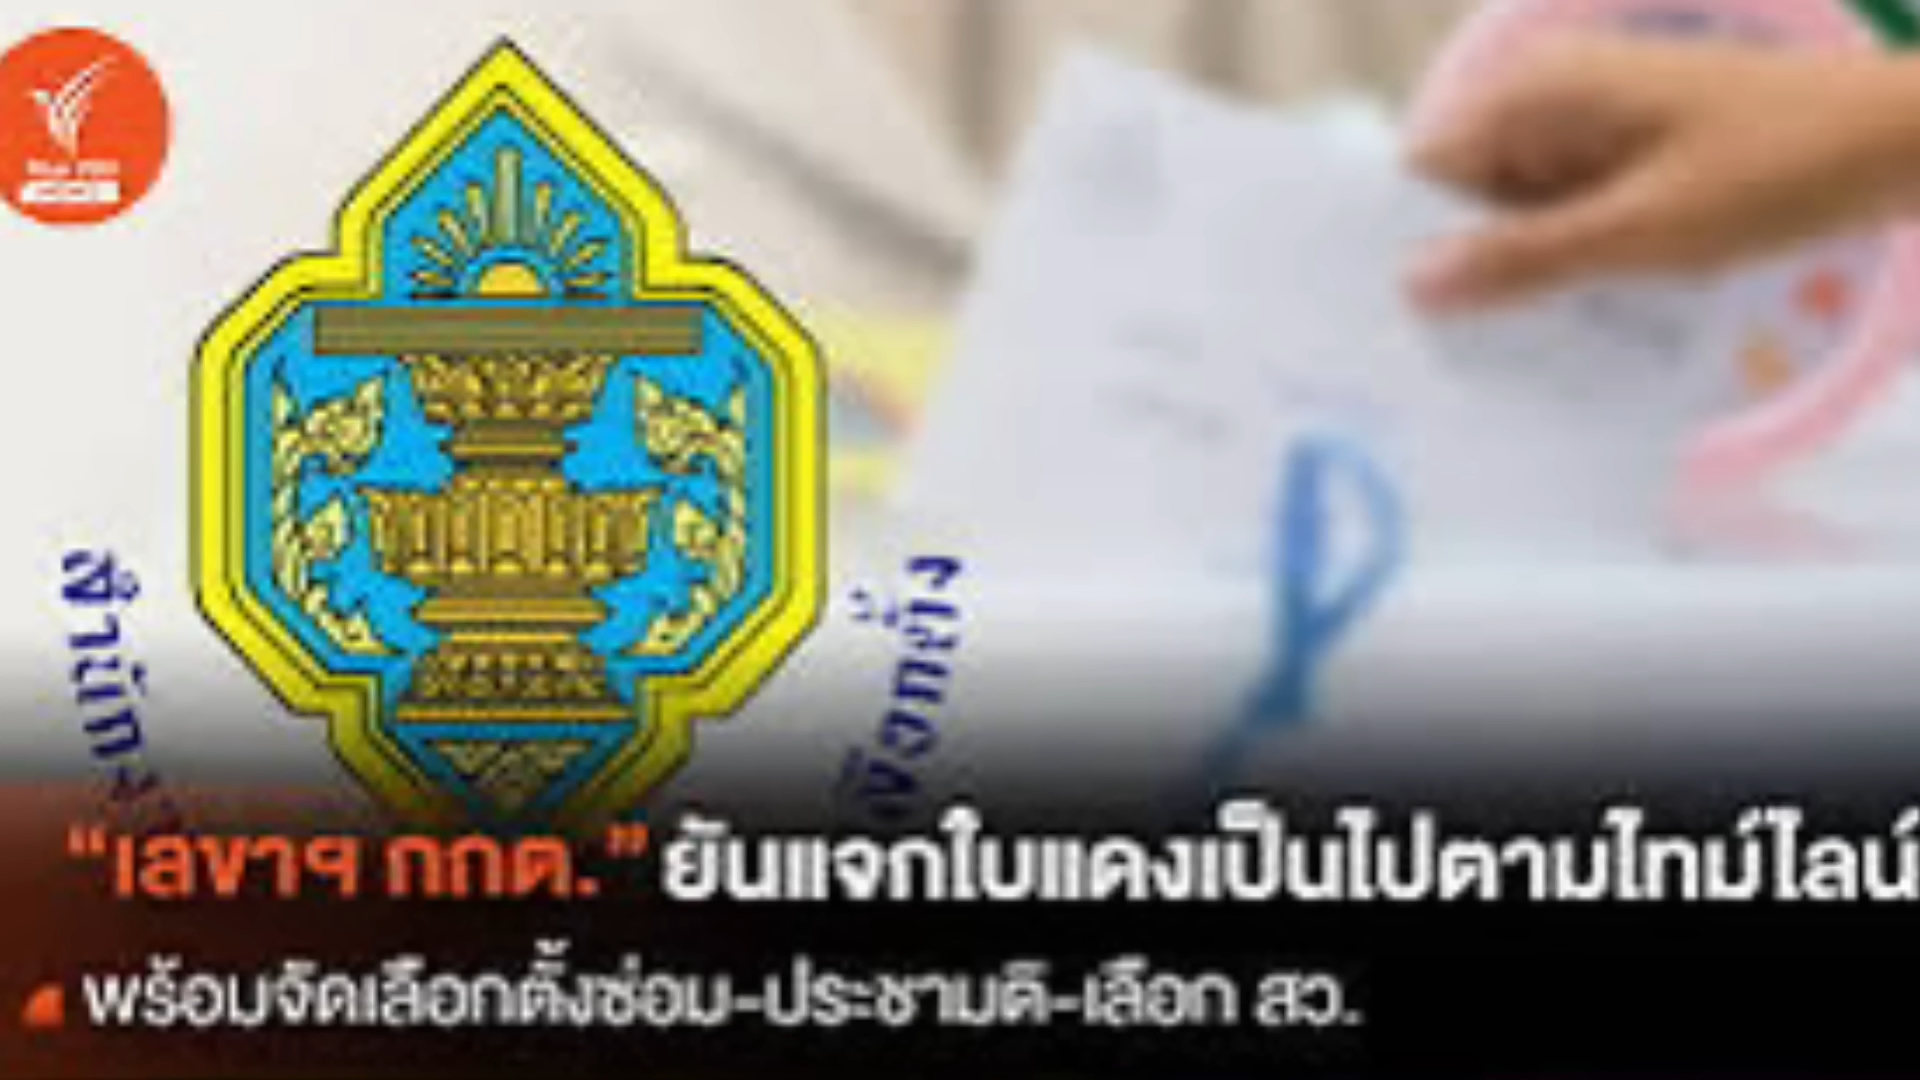 Thai PBS
"เลขาฯ กกต." ยันแจกใบแดงเป็นไปตามไทม์ไลน์
พร้อมจัดเลือกตั้งซ่อม-ประชามติ-เลือก สว.